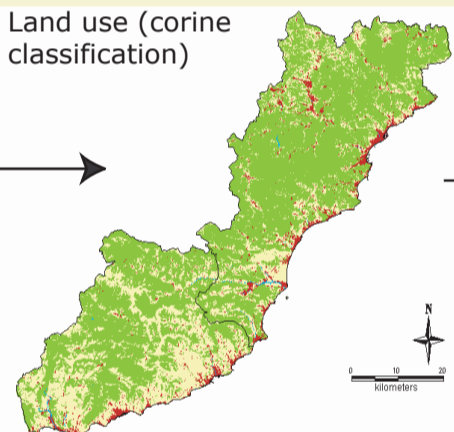 Land use (corine
classification)
N
0 10 20
kilometers